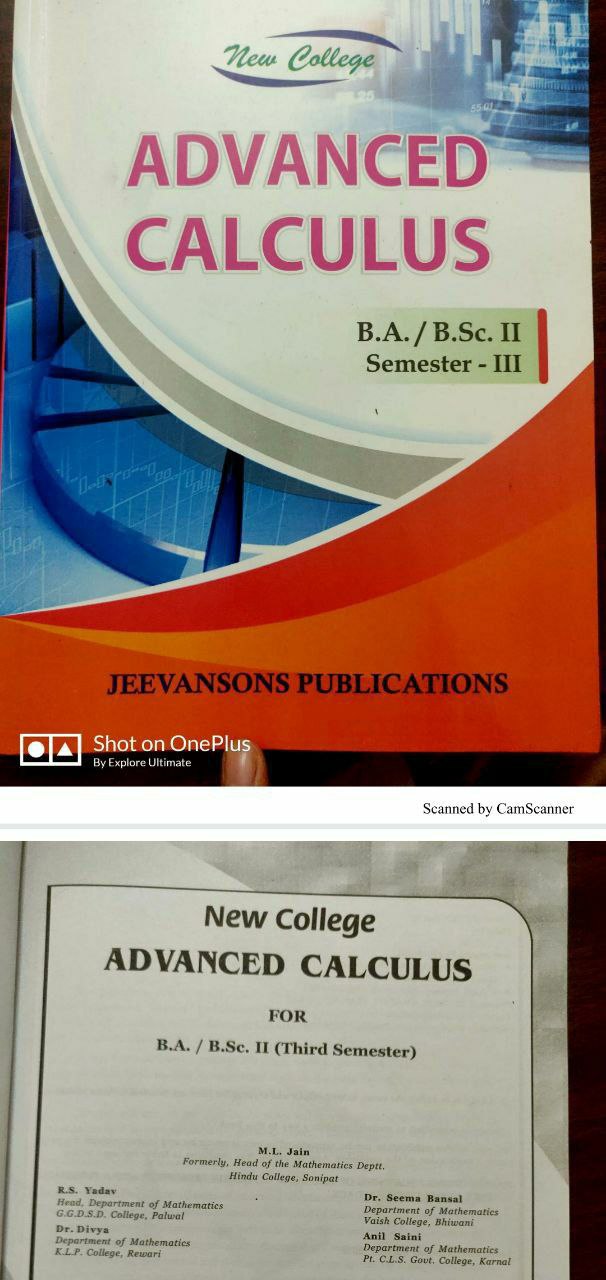 New College
ADVANCED
CALCULUS
B.A. / B.Sc. II
Semester - III
JEEVANSONS PUBLICATIONS
Shot on OnePlus
By Explore Ultimate
Scanned by CamScanner
New College
ADVANCED CALCULUS
FOR
B.A. / B.Sc. II (Third Semester)
M.L. Jain
Formerly, Head of the Mathematics Deptt.
Hindu College, Sonipat
R.S. Yadav
Head, Department of Mathematics
G.G.D.S.D. College, Palwal
Dr. Divya
Department of Mathematics
K.L.P. College, Rewari
Dr. Seema Bansal
Department of Mathematics
Vaish College, Bhiwani
Anil Saini
Department of Mathematics
Pt. C.L.S. Govt. College, Karnal